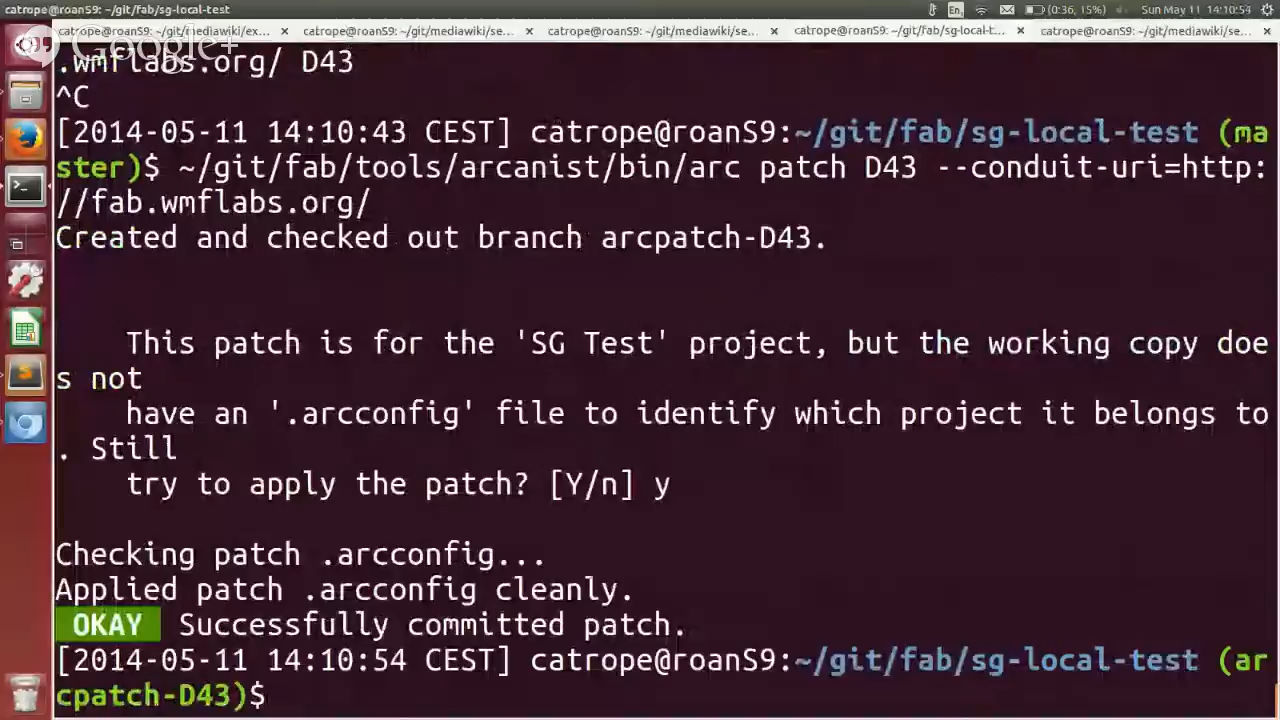 catrope@roanS9: ~/git/fab/sg-local-test
En
(0:36, 15%)
Sun May 11 14:10:54
catrope@roanS9: ~/git/mediawiki/ex...
catrope@roanS9: ~/git/mediawiki/se...
catrope@roanS9: ~/git/mediawiki/se...
catrope@roanS9: ~/git/fab/sg-local-t...
catrope@roanS9: ~/git/mediawiki/se...
Google+
.wmflabs.org/ D43
^C
[2014-05-11 14:10:43 CEST] catrope@roanS9:~/git/fab/sg-local-test (ma
ster)$ ~/git/fab/tools/arcanist/bin/arc patch D43 --conduit-uri=http:
//fab.wmflabs.org/
Created and checked out branch arcpatch-D43.
This patch is for the 'SG Test' project, but the working copy doe
s not
have an '.arcconfig' file to identify which project it belongs to
. Still
try to apply the patch? [Y/n] y
Checking patch .arcconfig...
Applied patch .arcconfig cleanly.
OKAY Successfully committed patch.
[2014-05-11 14:10:54 CEST] catrope@roanS9:~/git/fab/sg-local-test (ar
cpatch-D43)$